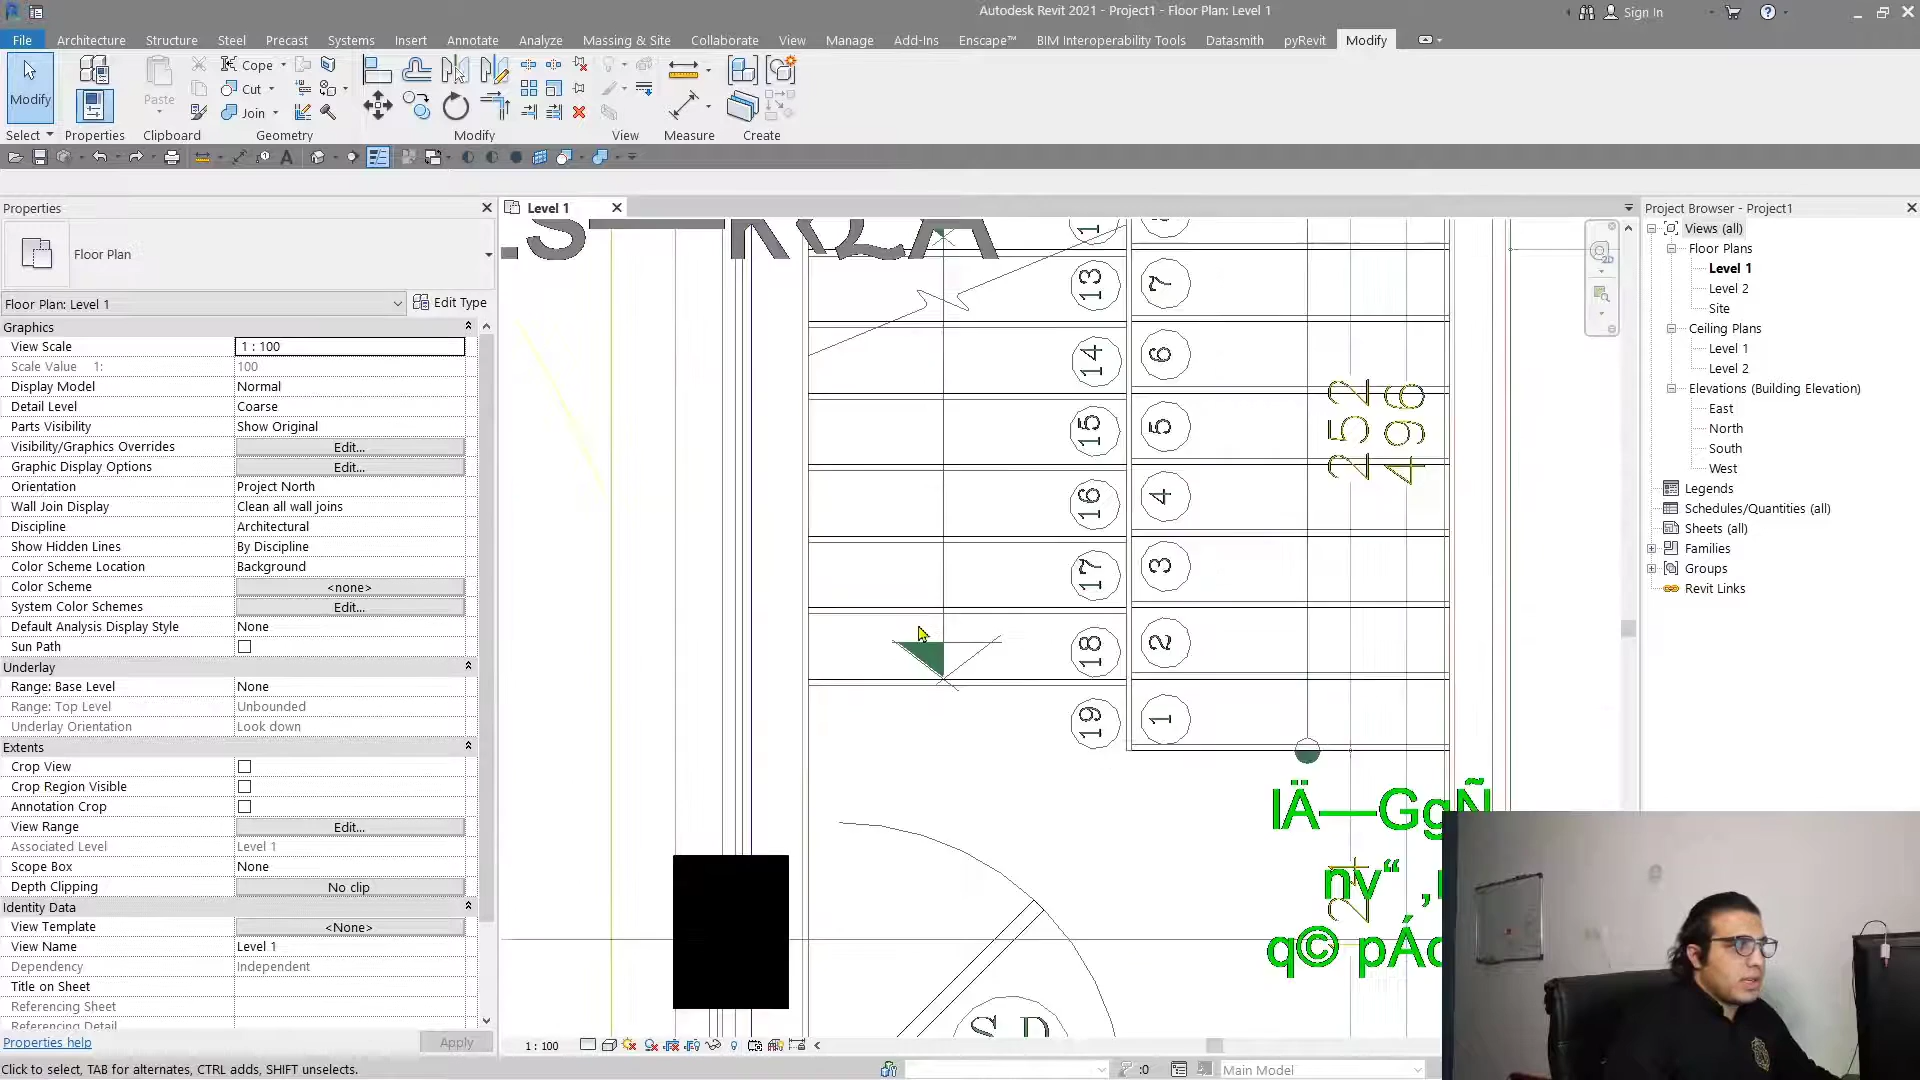 Autodesk Revit 2021 - Project1 - Floor Plan: Level 1
Sign In
File Architecture Structure Steel Precast Systems Insert Annotate Analyze Massing & Site Collaborate View Manage Add-Ins Enscape™ BIM Interoperability Tools Datasmith pyRevit Modify
Modify
Paste
Cope
Cut
Join
Select Properties Clipboard Geometry Modify View Measure Create
Properties
Floor Plan
Floor Plan: Level 1
Edit Type
Graphics
View Scale 1 : 100
Scale Value 1: 100
Display Model Normal
Detail Level Coarse
Parts Visibility Show Original
Visibility/Graphics Overrides Edit...
Graphic Display Options Edit...
Orientation Project North
Wall Join Display Clean all wall joins
Discipline Architectural
Show Hidden Lines By Discipline
Color Scheme Location Background
Color Scheme <none>
System Color Schemes Edit...
Default Analysis Display Style None
Sun Path
Underlay
Range: Base Level None
Range: Top Level Unbounded
Underlay Orientation Look down
Extents
Crop View
Crop Region Visible
Annotation Crop
View Range Edit...
Associated Level Level 1
Scope Box None
Depth Clipping No clip
Identity Data
View Template <None>
View Name Level 1
Dependency Independent
Title on Sheet
Referencing Sheet
Referencing Detail
Properties help
Apply
Level 1
13 7
14 6
15 5
16 4
17 3
18 2
19 1
252
496
IÄ—GgÑ
nv“ ,
q© pÁ
S.D
1 : 100
Project Browser - Project1
Views (all)
Floor Plans
Level 1
Level 2
Site
Ceiling Plans
Level 1
Level 2
Elevations (Building Elevation)
East
North
South
West
Legends
Schedules/Quantities (all)
Sheets (all)
Families
Groups
Revit Links
Click to select, TAB for alternates, CTRL adds, SHIFT unselects.
:0
Main Model